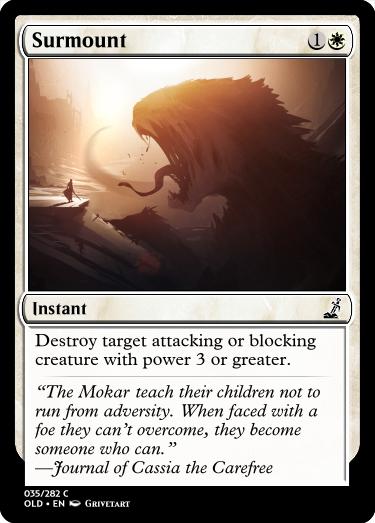 Surmount 1
Instant
Destroy target attacking or blocking
creature with power 3 or greater.
“The Mokar teach their children not to
run from adversity. When faced with a
foe they can't overcome, they become
someone who can.”
—Journal of Cassia the Carefree
035/282 C
OLD • EN Grivetart